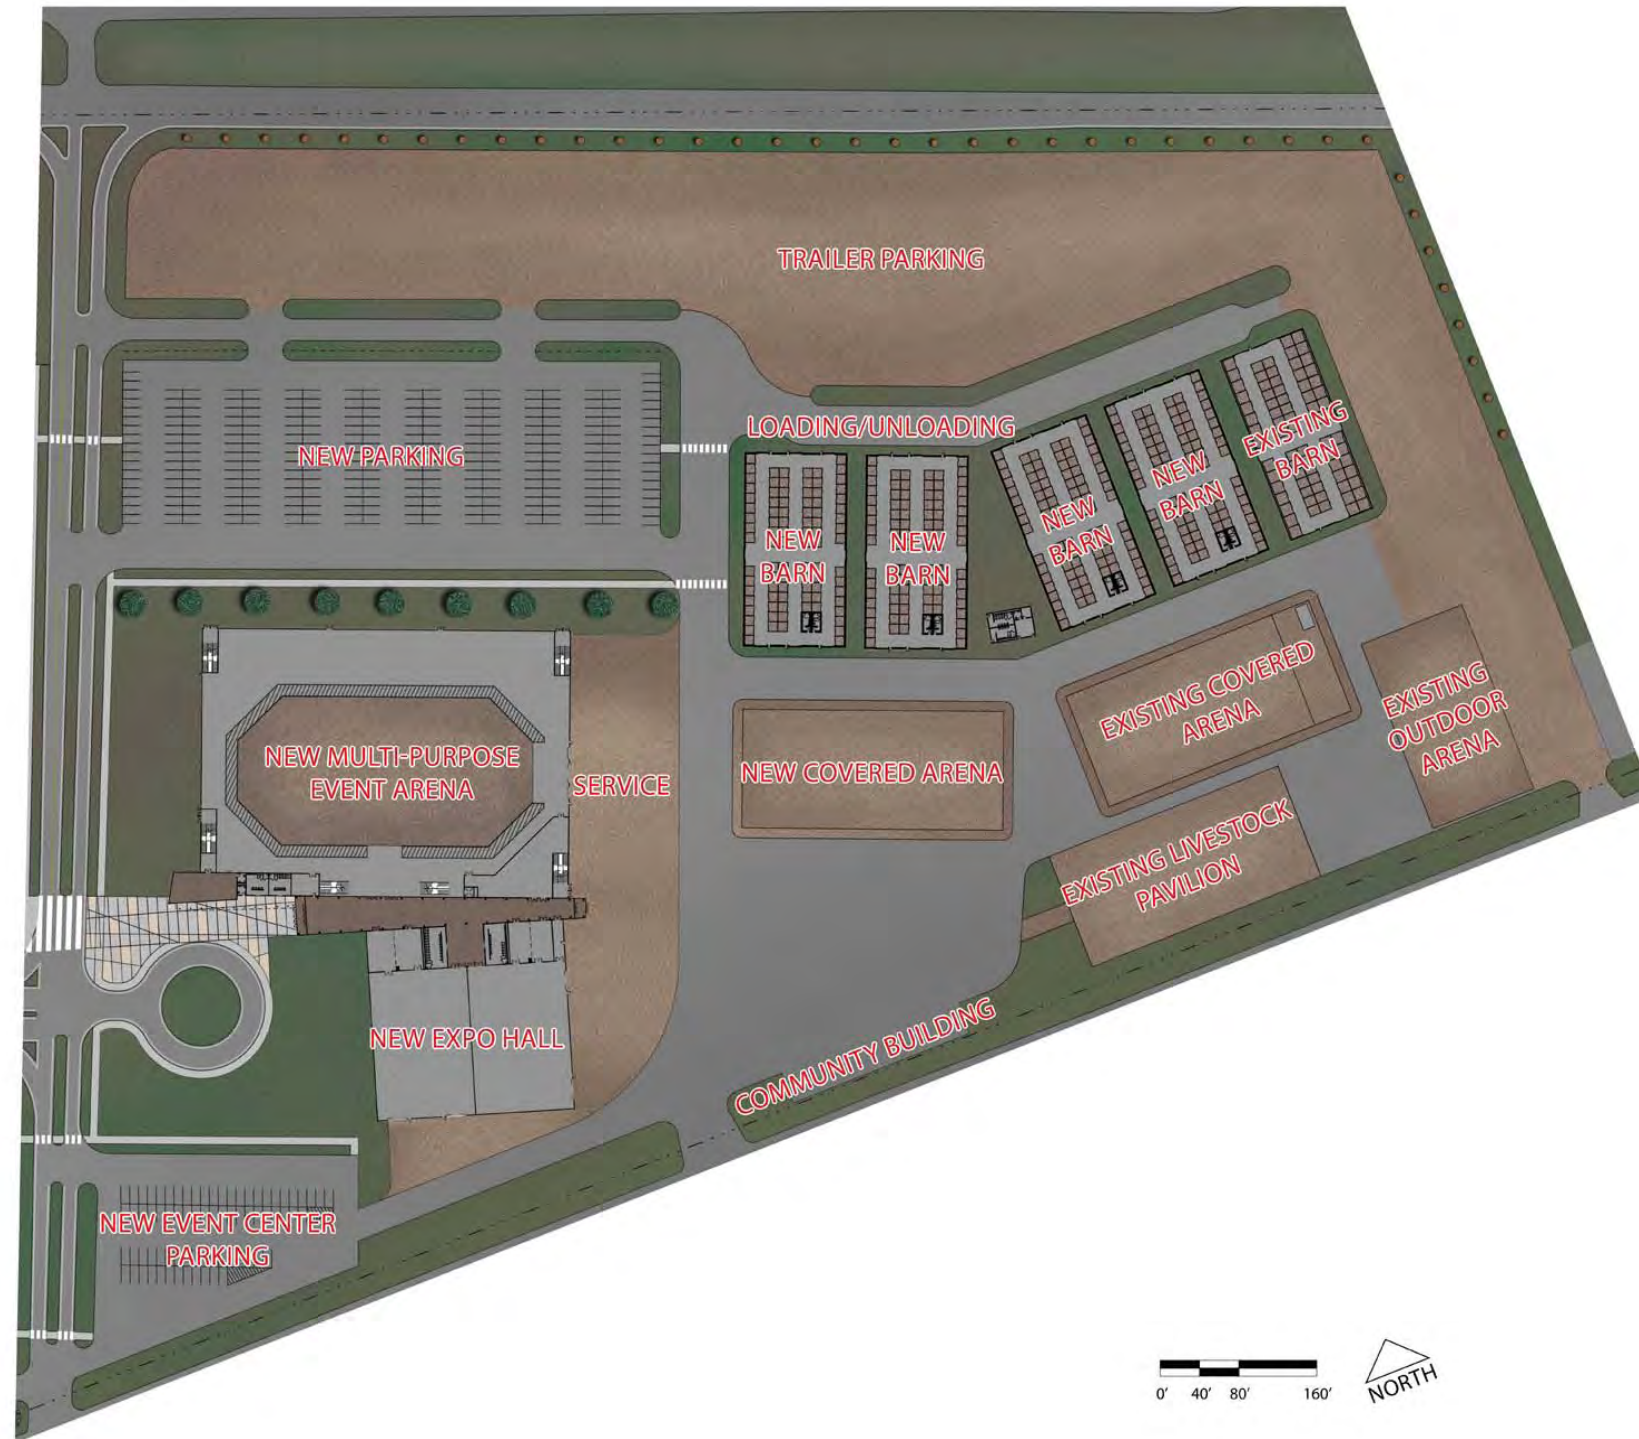 TRAILER PARKING
LOADING/UNLOADING
NEW PARKING
EXISTING
BARN
NEW
BARN
NEW
BARN
NEW
BARN
NEW
BARN
NEW MULTI-PURPOSE
EVENT ARENA
SERVICE
NEW COVERED ARENA
EXISTING COVERED
ARENA
EXISTING
OUTDOOR
ARENA
EXISTING LIVESTOCK
PAVILION
NEW EXPO HALL
COMMUNITY BUILDING
NEW EVENT CENTER
PARKING
0' 40' 80' 160'
NORTH